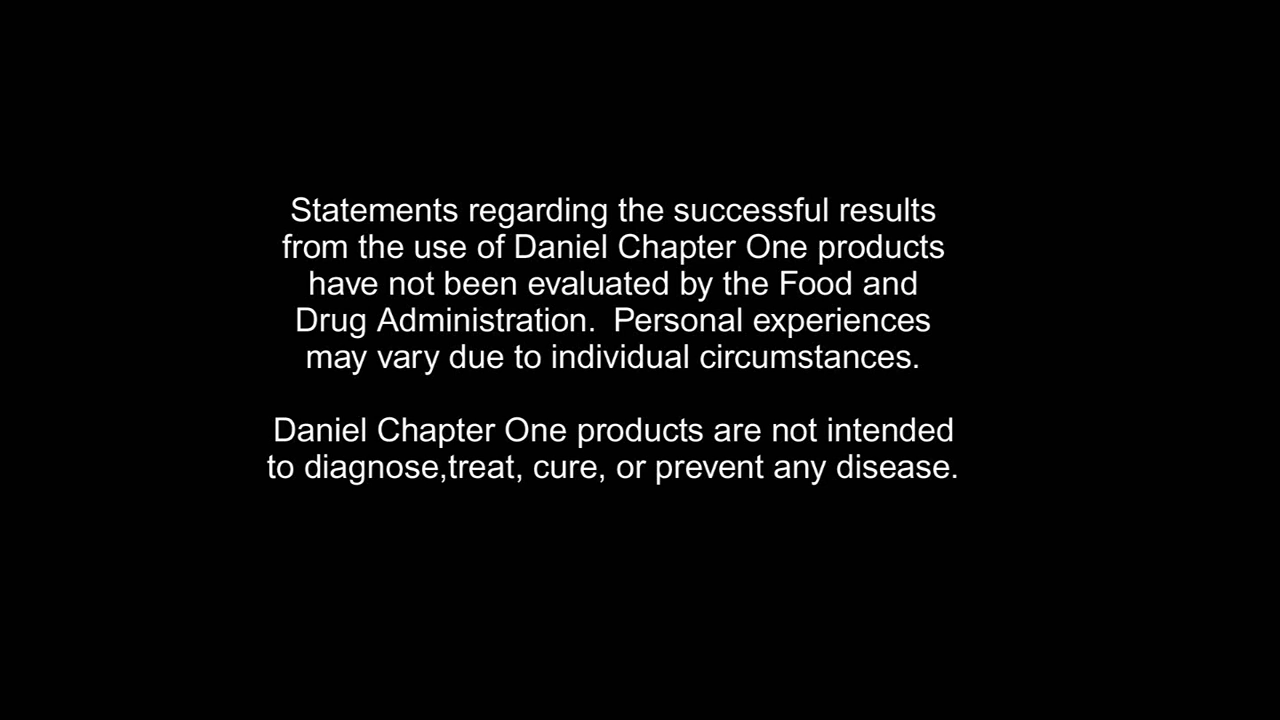 Statements regarding the successful results
from the use of Daniel Chapter One products
have not been evaluated by the Food and
Drug Administration.  Personal experiences
may vary due to individual circumstances.
Daniel Chapter One products are not intended
to diagnose,treat, cure, or prevent any disease.